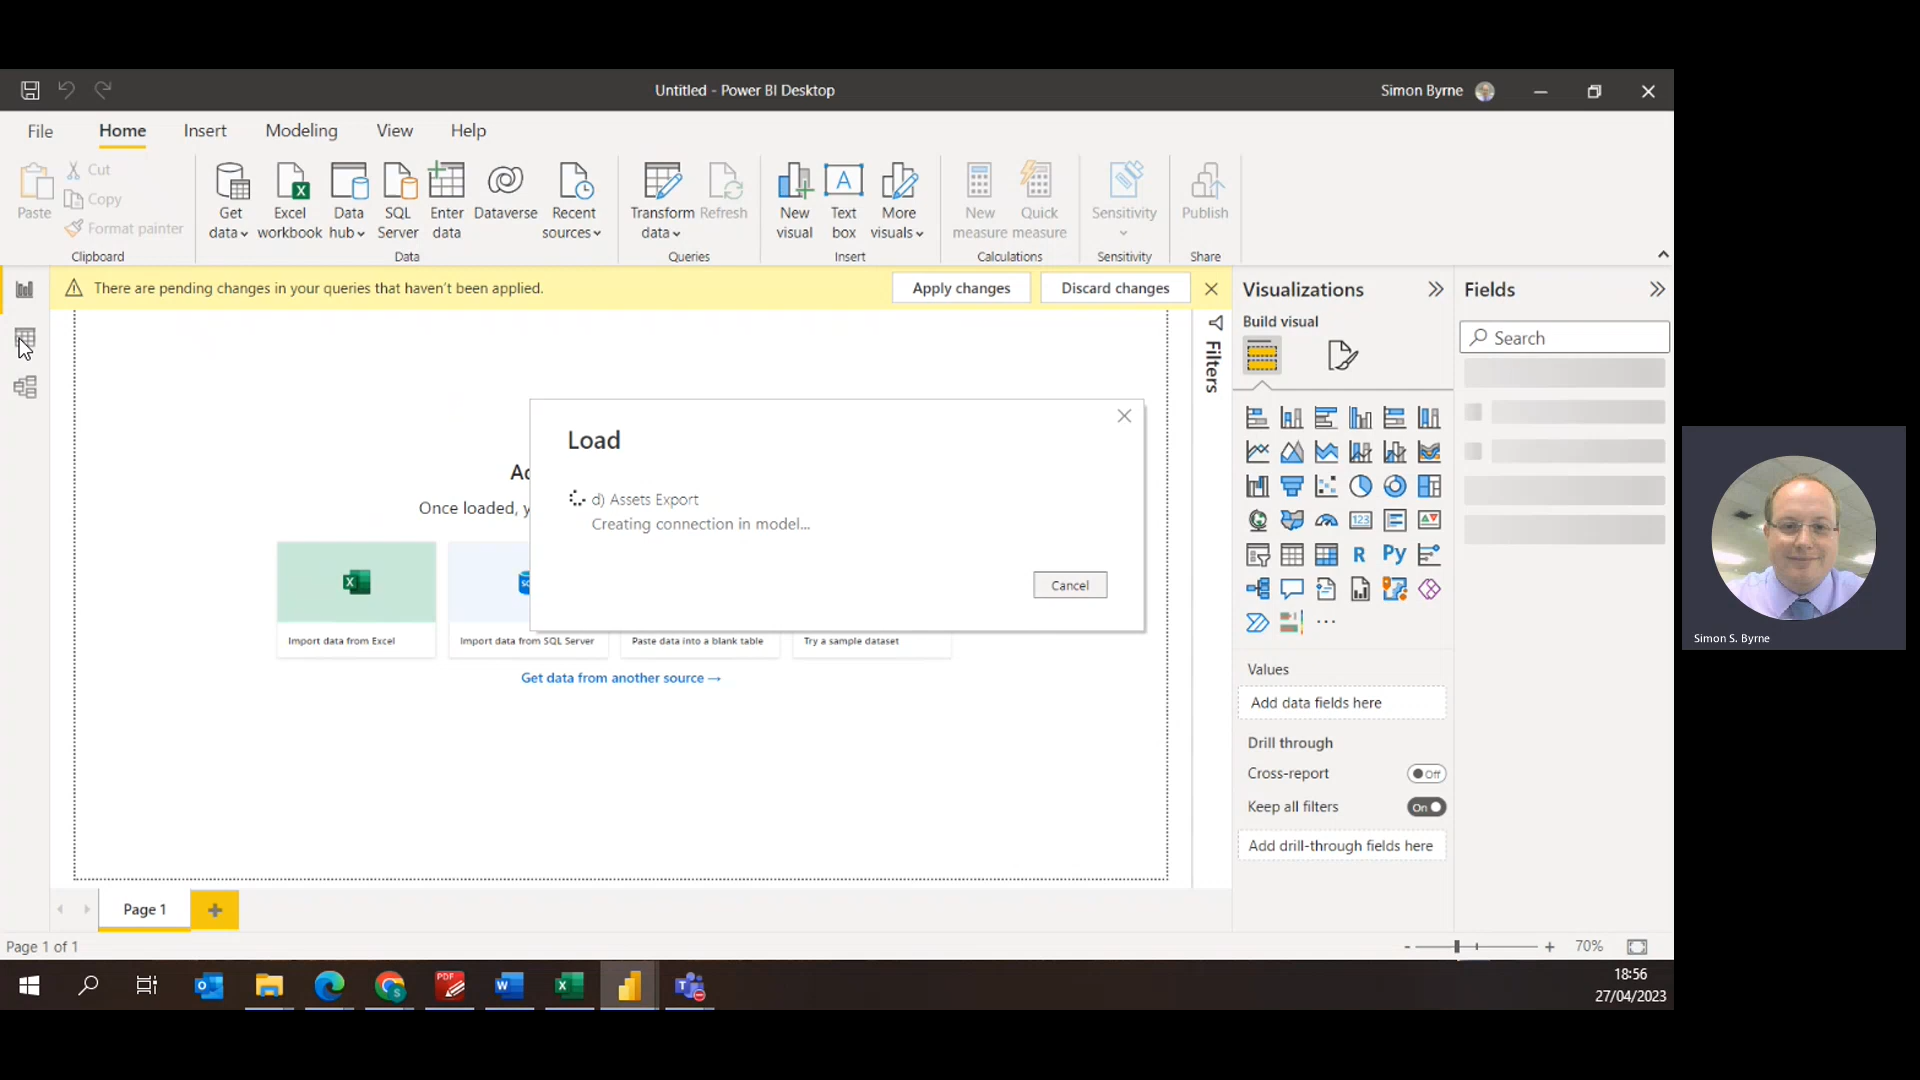 Untitled - Power BI Desktop
Simon Byrne
File
Home
Insert
Modeling
View
Help
Paste
Cut
Copy
Format painter
Clipboard
Get
data
Excel
workbook
Data
hub
SQL
Server
Enter
data
Dataverse
Recent
sources
Data
Transform
data
Refresh
Queries
New
visual
Text
box
More
visuals
Insert
New
measure
Quick
measure
Calculations
Sensitivity
Sensitivity
Publish
Share
There are pending changes in your queries that haven't been applied.
Apply changes
Discard changes
Filters
Visualizations
Build visual
Fields
Search
Load
d) Assets Export
Creating connection in model...
Cancel
Once loaded, y
Import data from Excel
Import data from SQL Server
Paste data into a blank table
Try a sample dataset
Get data from another source →
123
R
Py
Values
Add data fields here
Drill through
Cross-report
Off
Keep all filters
On
Add drill-through fields here
Page 1
Page 1 of 1
- + 70%
PDF
18:56
27/04/2023
Simon S. Byrne